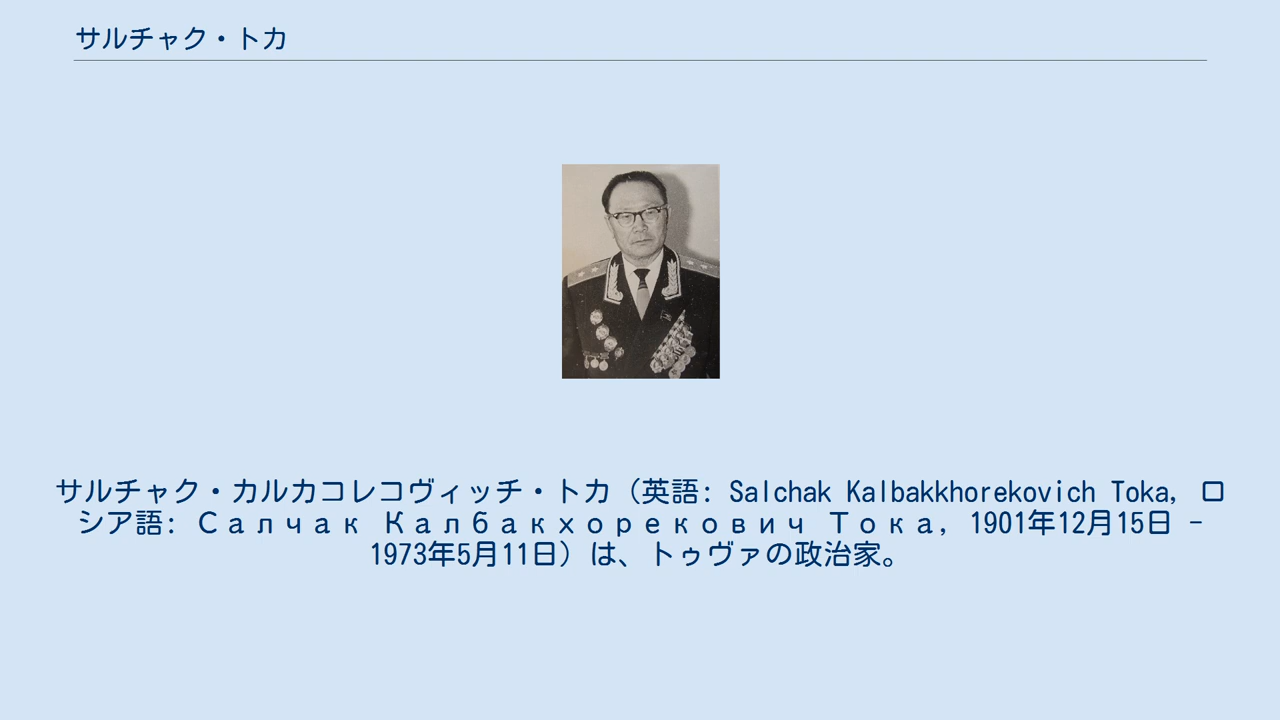 サルチャク・トカ
サルチャク・カルカコレコヴィッチ・トカ（英語: Salchak Kalbakkhorekovich Toka, ロ
シア語: Салчак Калбакхорекович Тока, 1901年12月15日 -
1973年5月11日）は、トゥヴァの政治家。